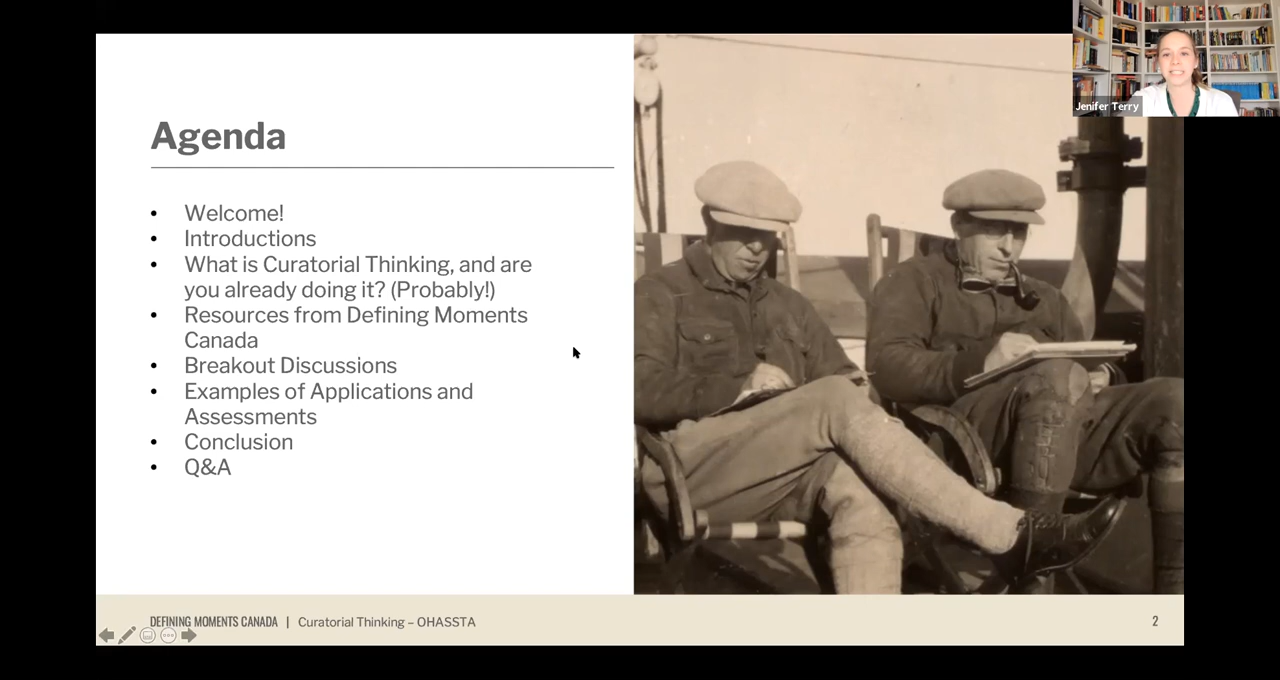 Jenifer Terry
Agenda
• Welcome!
• Introductions
• What is Curatorial Thinking, and are
you already doing it? (Probably!)
• Resources from Defining Moments
Canada
• Breakout Discussions
• Examples of Applications and
Assessments
• Conclusion
• Q&A
DEFINING MOMENTS CANADA | Curatorial Thinking – OHASSTA
2